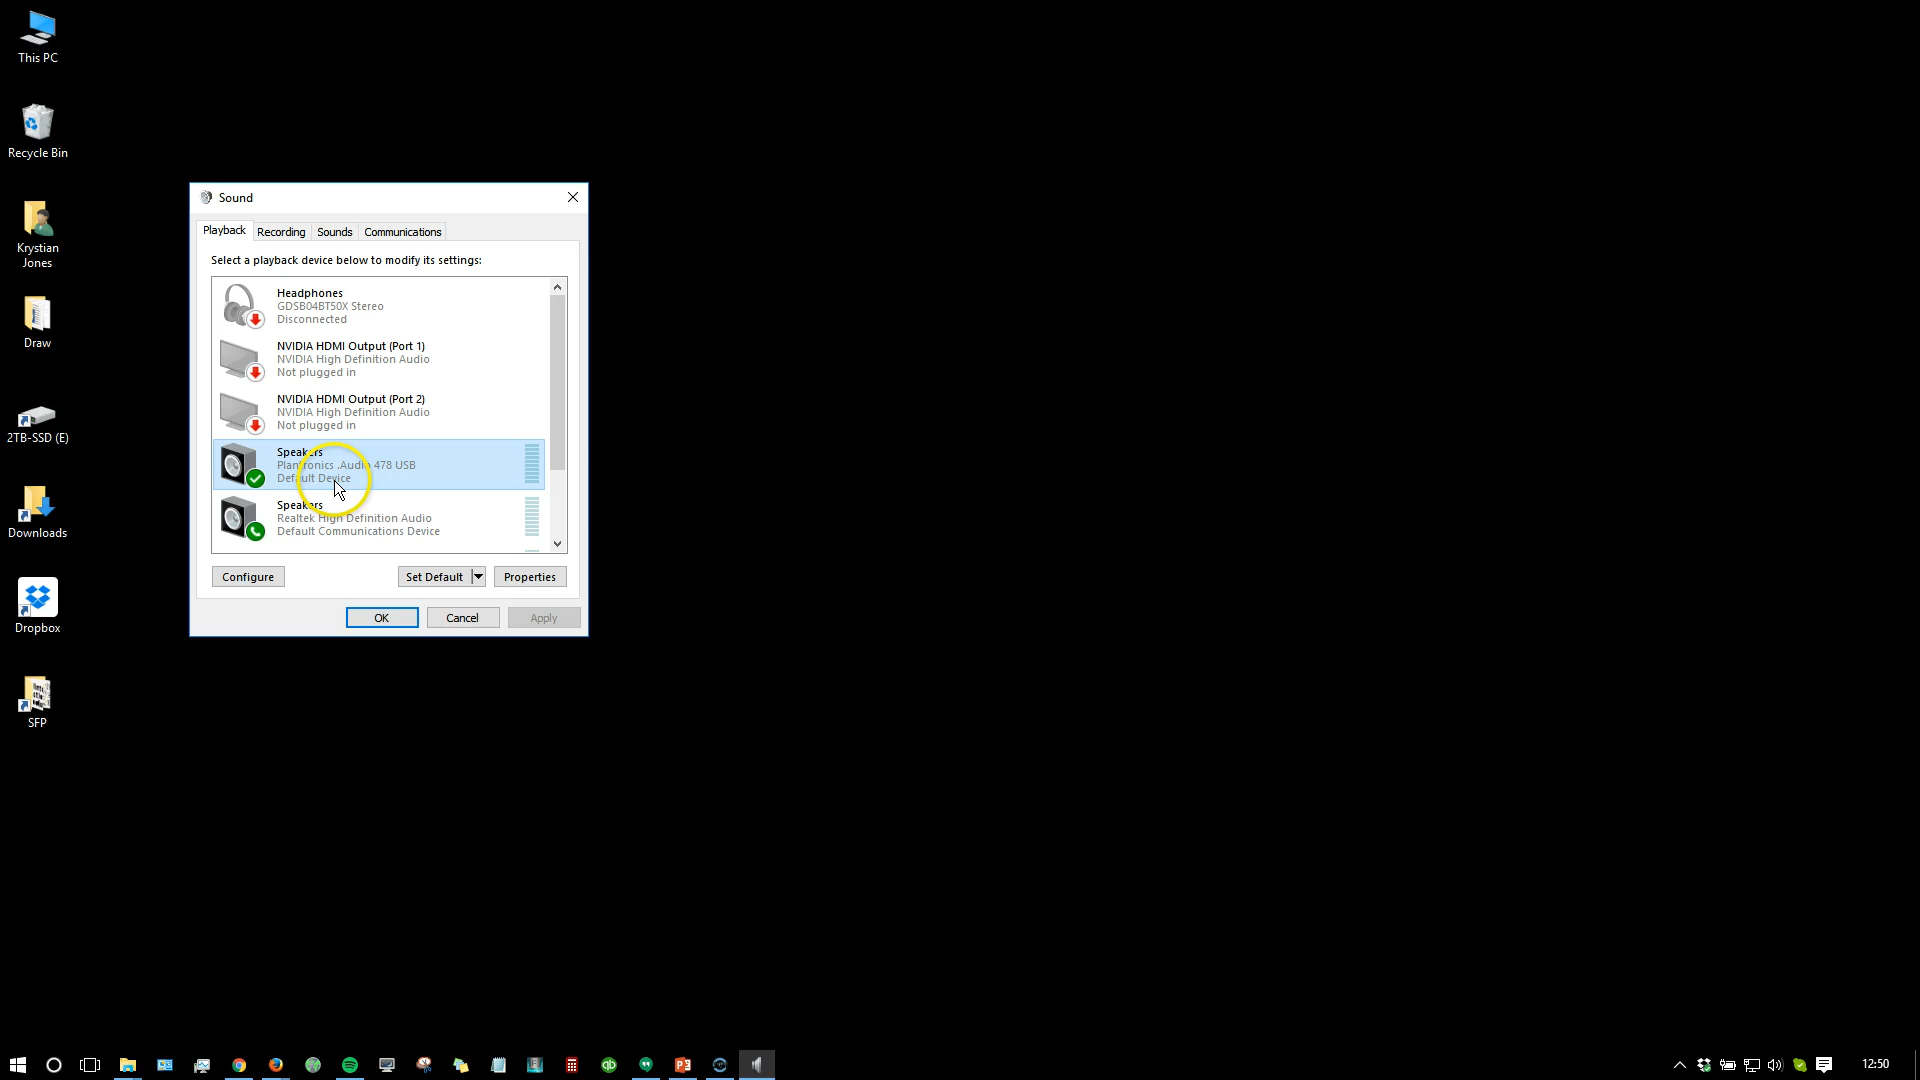 This PC
Recycle Bin
Krystian
Jones
Draw
2TB-SSD (E)
Downloads
Dropbox
SFP
Sound
Playback
Recording
Sounds
Communications
Select a playback device below to modify its settings:
Headphones
GDSB04BT50X Stereo
Disconnected
NVIDIA HDMI Output (Port 1)
NVIDIA High Definition Audio
Not plugged in
NVIDIA HDMI Output (Port 2)
NVIDIA High Definition Audio
Not plugged in
Speakers
Plantronics .Audio 478 USB
Default Device
Speakers
Realtek High Definition Audio
Default Communications Device
Configure
Set Default
Properties
OK
Cancel
Apply
12:50